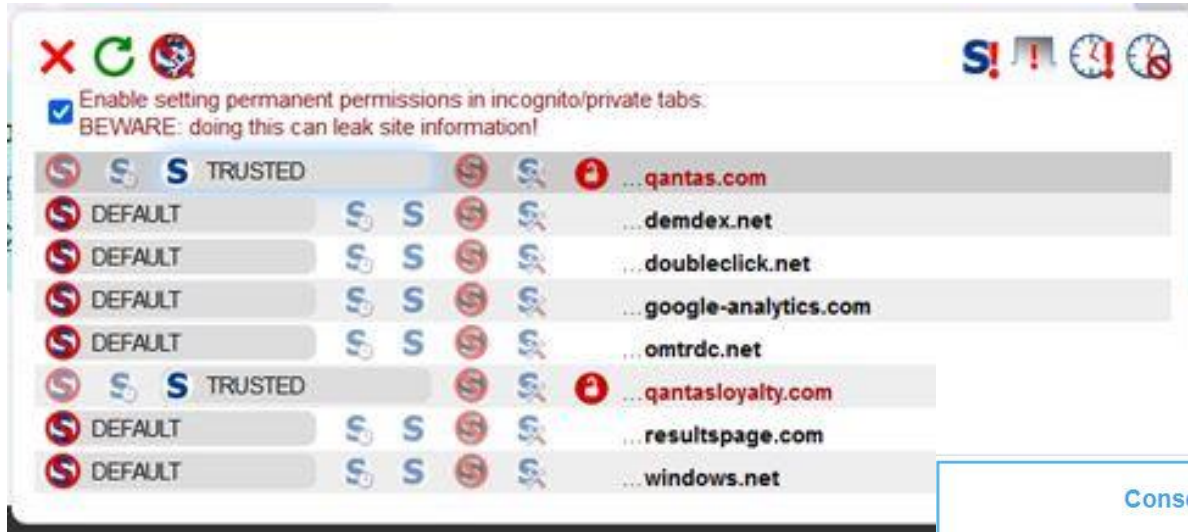 Enable setting permanent permissions in incognito/private tabs.
BEWARE: doing this can leak site information!
TRUSTED ...qantas.com
DEFAULT ...demdex.net
DEFAULT ...doubleclick.net
DEFAULT ...google-analytics.com
DEFAULT ...omtrdc.net
TRUSTED ...qantasloyalty.com
DEFAULT ...resultspage.com
DEFAULT ...windows.net